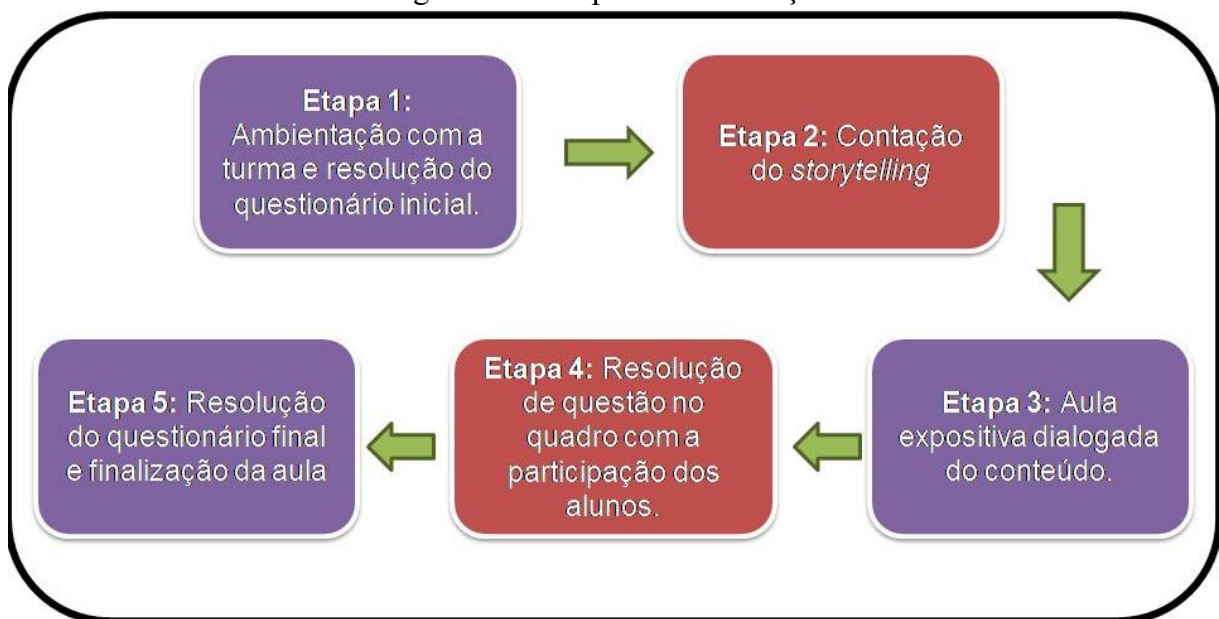 Etapa 1:
Ambientação com a
turma e resolução do
questionário inicial.
Etapa 2: Contação
do storytelling
Etapa 3: Aula
expositiva dialogada
do conteúdo.
Etapa 4: Resolução
de questão no
quadro com a
participação dos
alunos.
Etapa 5: Resolução
do questionário final
e finalização da aula